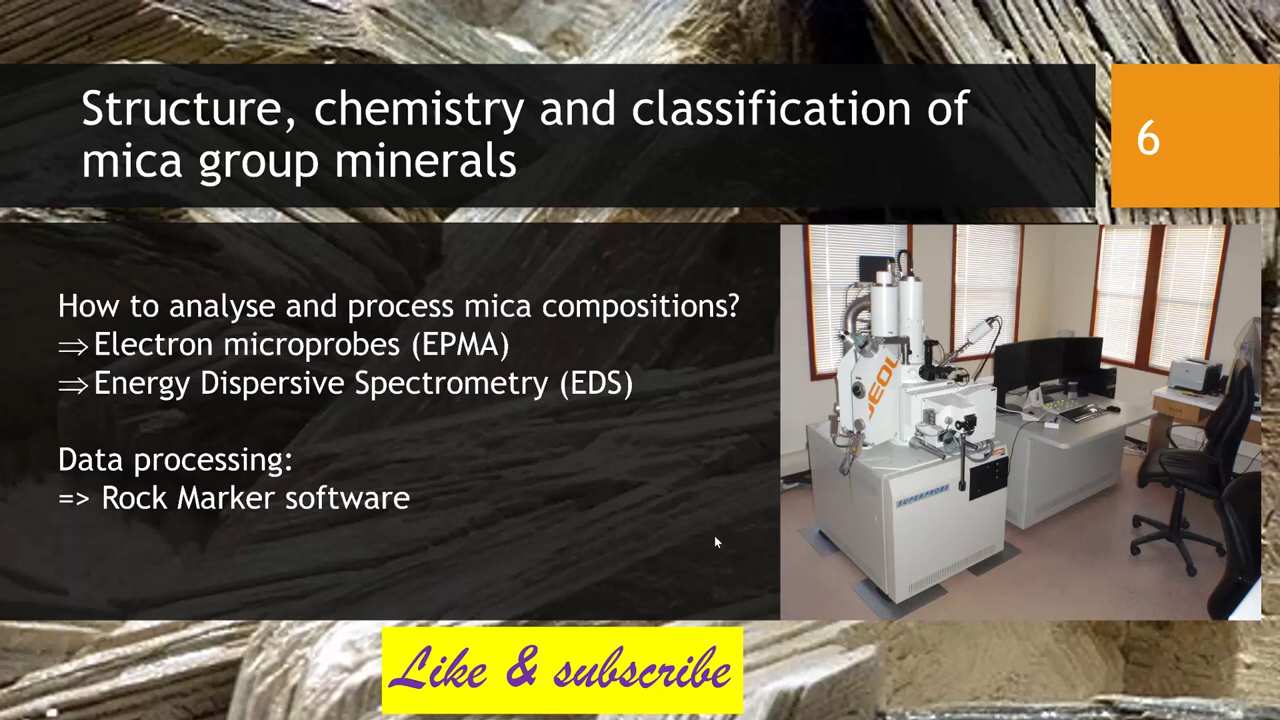 Structure, chemistry and classification of
mica group minerals
6
How to analyse and process mica compositions?
⇒ Electron microprobes (EPMA)
⇒ Energy Dispersive Spectrometry (EDS)
Data processing:
=> Rock Marker software
JEOL
SUPERPROBE
Like & subscribe